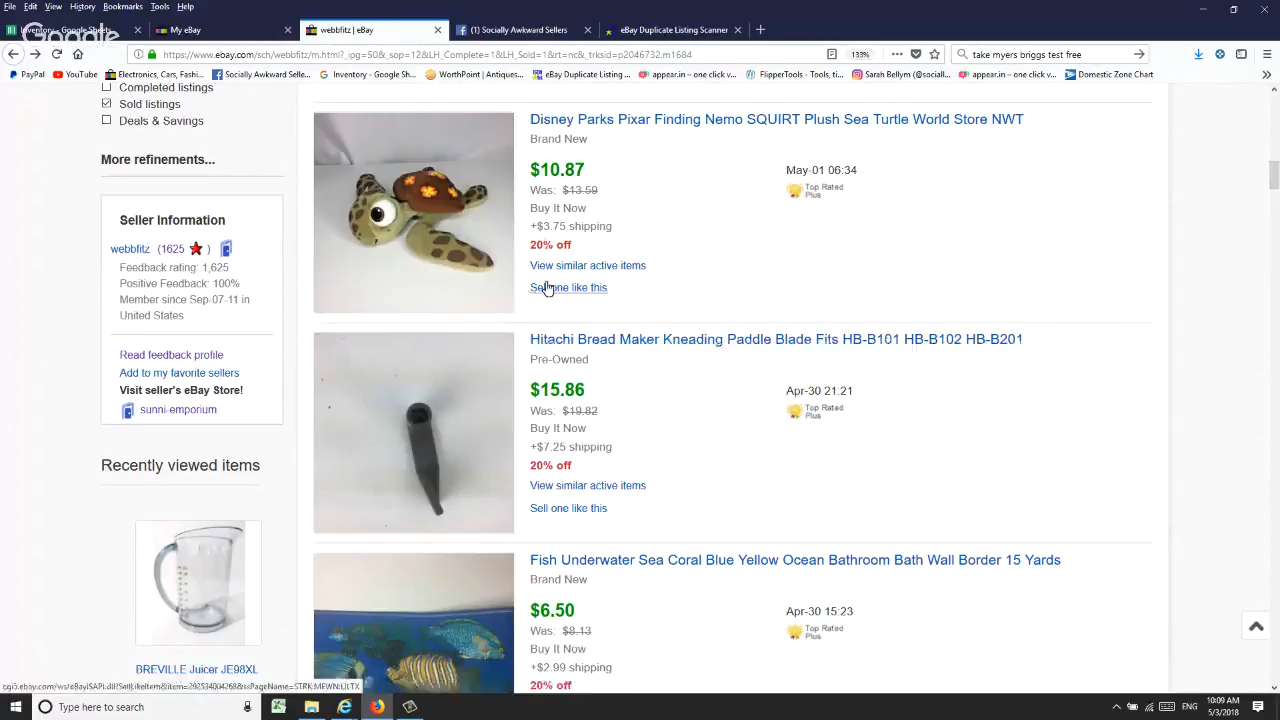 File Edit View History Bookmarks Tools Help
Inventory - Google Sheets
My eBay
webbfitz | eBay
(1) Socially Awkward Sellers
eBay Duplicate Listing Scanner
Google Meet
https://www.ebay.com/sch/webbfitz/m.html?_ipg=50&_sop=12&LH_Complete=1&LH_Sold=1&rt=nc&_trksid=p2046732.m1684
133%
take myers briggs test free
PayPal
YouTube
Electronics, Cars, Fashi...
Socially Awkward Selle...
Inventory - Google Sh...
WorthPoint | Antiques...
eBay Duplicate Listing ...
appear.in – one click v...
FlipperTools - Tools, ti...
Sarah Bellym (@sociall...
appear.in – one click v...
Domestic Zone Chart
Completed listings
Sold listings
Deals & Savings
More refinements...
Seller Information
webbfitz (1625 )
Feedback rating: 1,625
Positive Feedback: 100%
Member since Sep-07-11 in
United States
Read feedback profile
Add to my favorite sellers
Visit seller's eBay Store!
sunni-emporium
Recently viewed items
BREVILLE Juicer JE98XL
Disney Parks Pixar Finding Nemo SQUIRT Plush Sea Turtle World Store NWT
Brand New
$10.87
May-01 06:34
Was: $13.59
Top Rated
Plus
Buy It Now
+$3.75 shipping
20% off
View similar active items
Sell one like this
Hitachi Bread Maker Kneading Paddle Blade Fits HB-B101 HB-B102 HB-B201
Pre-Owned
$15.86
Apr-30 21:21
Was: $19.82
Top Rated
Plus
Buy It Now
+$7.25 shipping
20% off
View similar active items
Sell one like this
Fish Underwater Sea Coral Blue Yellow Ocean Bathroom Bath Wall Border 15 Yards
Brand New
$6.50
Apr-30 15:23
Was: $8.13
Top Rated
Plus
Buy It Now
+$2.99 shipping
20% off
Type here to search
ENG
10:09 AM
5/3/2018